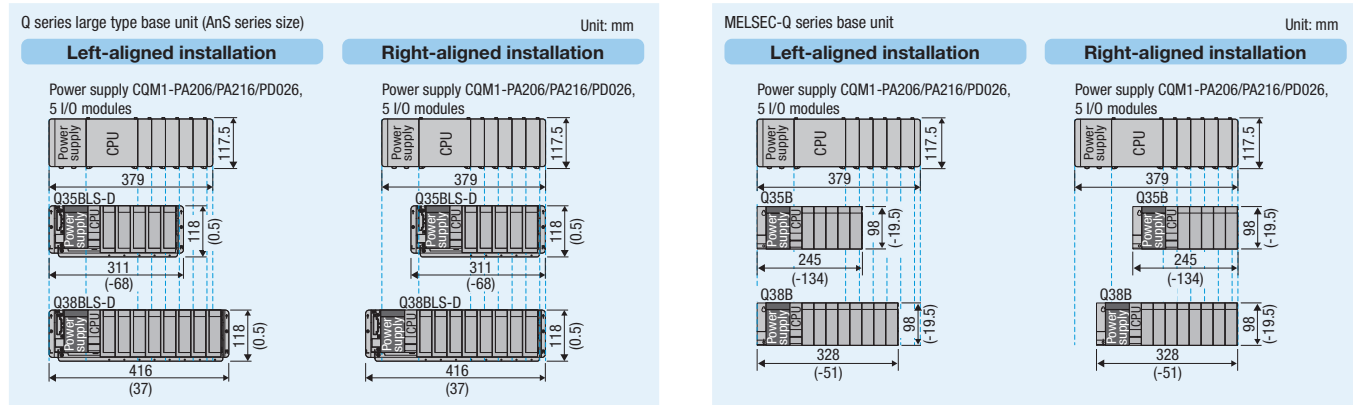 Q series large type base unit (AnS series size)
Unit: mm
Left-aligned installation
Power supply CQM1-PA206/PA216/PD026,
5 I/O modules
Power
supply
CPU
117.5
379
Q35BLS-D
Power
supply
CPU
118
(0.5)
311
(-68)
Q38BLS-D
Power
supply
CPU
118
(0.5)
416
(37)
Right-aligned installation
Power supply CQM1-PA206/PA216/PD026,
5 I/O modules
Power
supply
CPU
117.5
379
Q35BLS-D
Power
supply
CPU
118
(0.5)
311
(-68)
Q38BLS-D
Power
supply
CPU
118
(0.5)
416
(37)
MELSEC-Q series base unit
Unit: mm
Left-aligned installation
Power supply CQM1-PA206/PA216/PD026,
5 I/O modules
Power
supply
CPU
117.5
379
Q35B
Power
supply
CPU
98
(-19.5)
245
(-134)
Q38B
Power
supply
CPU
98
(-19.5)
328
(-51)
Right-aligned installation
Power supply CQM1-PA206/PA216/PD026,
5 I/O modules
Power
supply
CPU
117.5
379
Q35B
Power
supply
CPU
98
(-19.5)
245
(-134)
Q38B
Power
supply
CPU
98
(-19.5)
328
(-51)